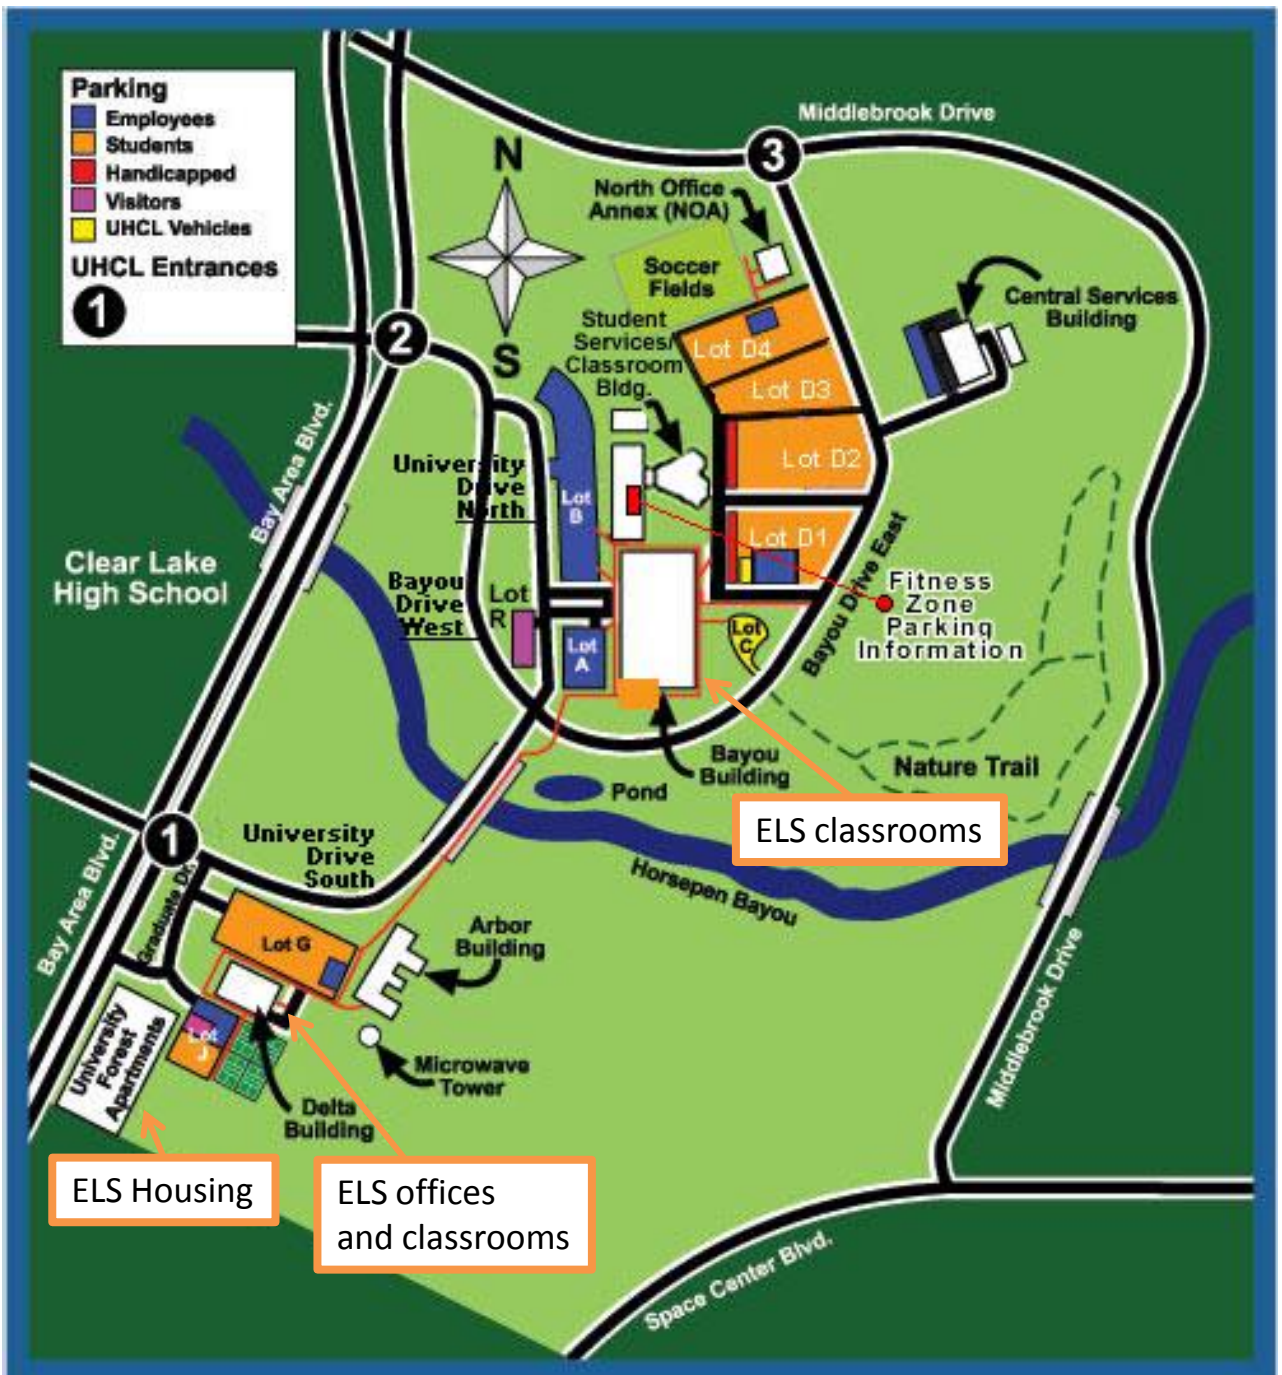 Parking
Employees
Students
Handicapped
Visitors
UHCL Vehicles
UHCL Entrances
1
N
S
Middlebrook Drive
3
2
North Office
Annex (NOA)
Soccer
Fields
Central Services
Building
Student
Services/
Classroom
Bldg.
Lot D4
Lot D3
Lot D2
Lot D1
Bay Area Blvd.
University
Drive
North
Lot
B
Clear Lake
High School
Bayou
Drive
West
Lot
R
Lot
A
Lot
C
Bayou Drive East
Fitness
Zone
Parking
Information
Bayou
Building
Nature Trail
Pond
ELS classrooms
Horsepen Bayou
1
University
Drive
South
Bay Area Blvd.
Graduate Dr.
Lot G
Arbor
Building
Middlebrook Drive
University
Forest
Apartments
Lot
J
Microwave
Tower
Delta
Building
ELS Housing
ELS offices
and classrooms
Space Center Blvd.